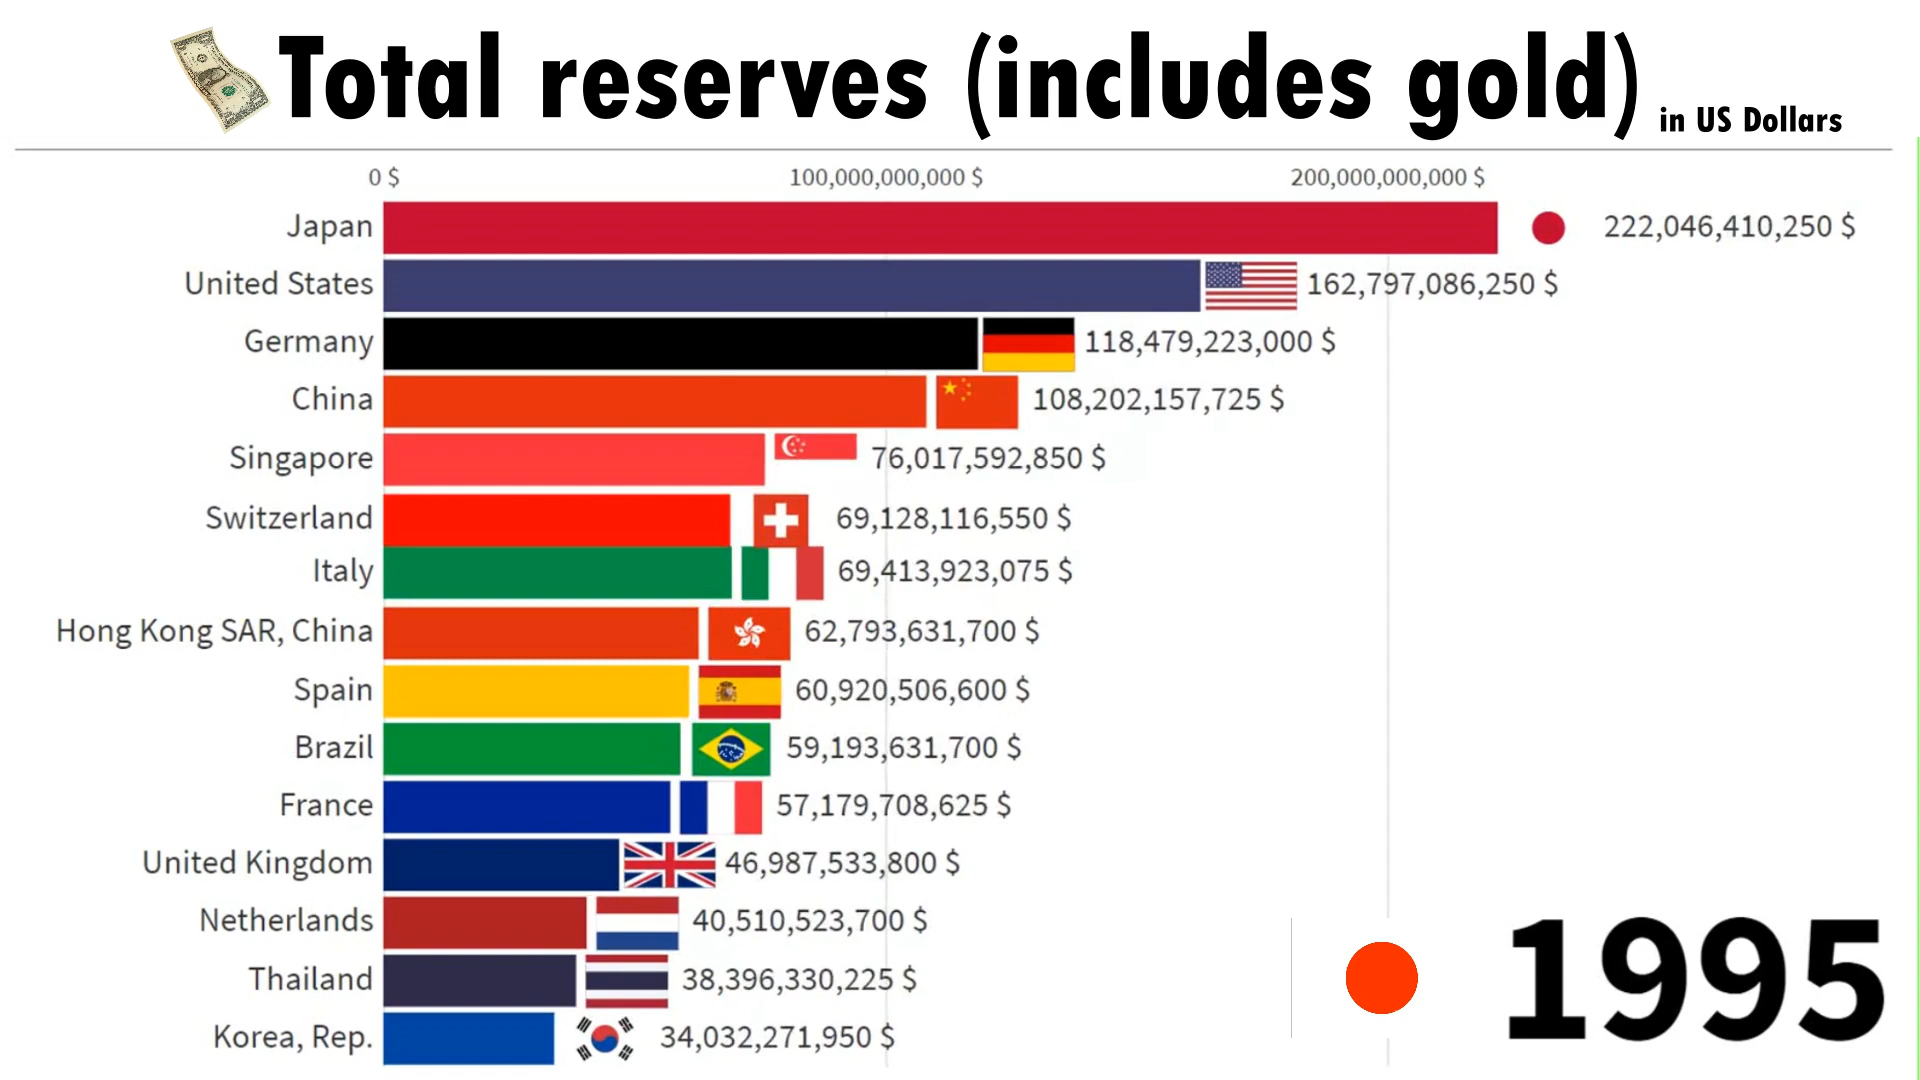 Total reserves (includes gold) in US Dollars
0 $ 100,000,000,000 $ 200,000,000,000 $
Japan 222,046,410,250 $
United States 162,797,086,250 $
Germany 118,479,223,000 $
China 108,202,157,725 $
Singapore 76,017,592,850 $
Switzerland 69,128,116,550 $
Italy 69,413,923,075 $
Hong Kong SAR, China 62,793,631,700 $
Spain 60,920,506,600 $
Brazil 59,193,631,700 $
France 57,179,708,625 $
United Kingdom 46,987,533,800 $
Netherlands 40,510,523,700 $
Thailand 38,396,330,225 $
Korea, Rep. 34,032,271,950 $
1995